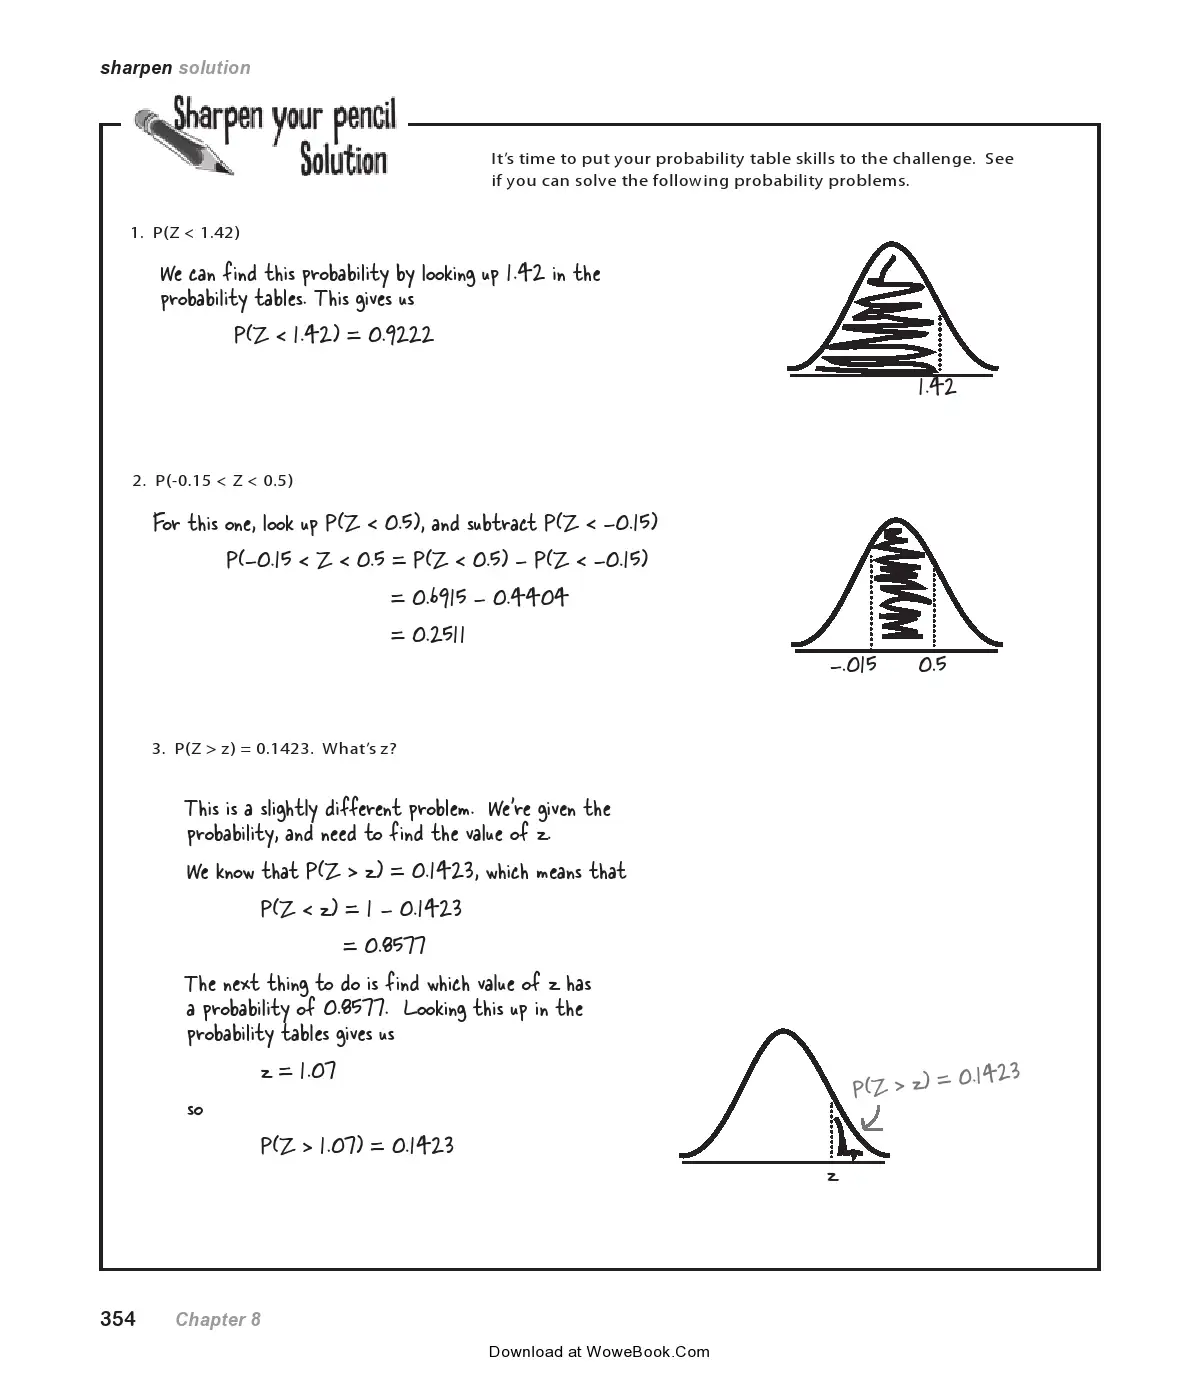 sharpen solution
Sharpen your pencil
Solution
It's time to put your probability table skills to the challenge. See
if you can solve the following probability problems.
1. P(Z < 1.42)
We can find this probability by looking up 1.42 in the
probability tables. This gives us
P(Z < 1.42) = 0.9222
1.42
2. P(-0.15 < Z < 0.5)
For this one, look up P(Z < 0.5), and subtract P(Z < –0.15)
P(–0.15 < Z < 0.5 = P(Z < 0.5) – P(Z < –0.15)
= 0.6915 – 0.4404
= 0.2511
–.015 0.5
3. P(Z > z) = 0.1423. What's z?
This is a slightly different problem. We're given the
probability, and need to find the value of z
We know that P(Z > z) = 0.1423, which means that
P(Z < z) = 1 – 0.1423
= 0.8577
The next thing to do is find which value of z has
a probability of 0.8577. Looking this up in the
probability tables gives us
z = 1.07
so
P(Z > 1.07) = 0.1423
P(Z > z) = 0.1423
z
354 Chapter 8
Download at WoweBook.Com